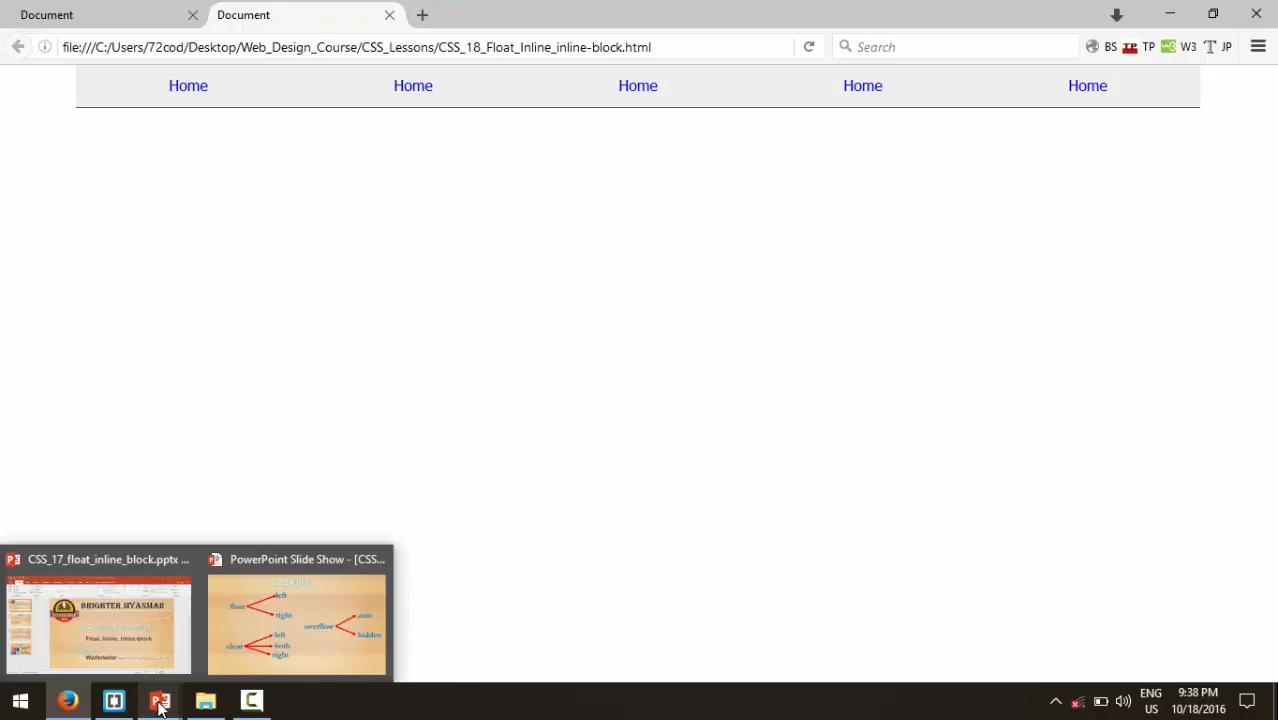 Document
Document
file:///C:/Users/72cod/Desktop/Web_Design_Course/CSS_Lessons/CSS_18_Float_Inline_inline-block.html
Search
BS TP W3 JP
Home Home Home Home Home
CSS_17_float_inline_block.pptx ...
PowerPoint Slide Show - [CSS...
BRIGHTER MYANMAR
Float, Inline, Inline-block
float
left
right
clear
left
both
right
overflow
auto
hidden
ENG
US
9:38 PM
10/18/2016